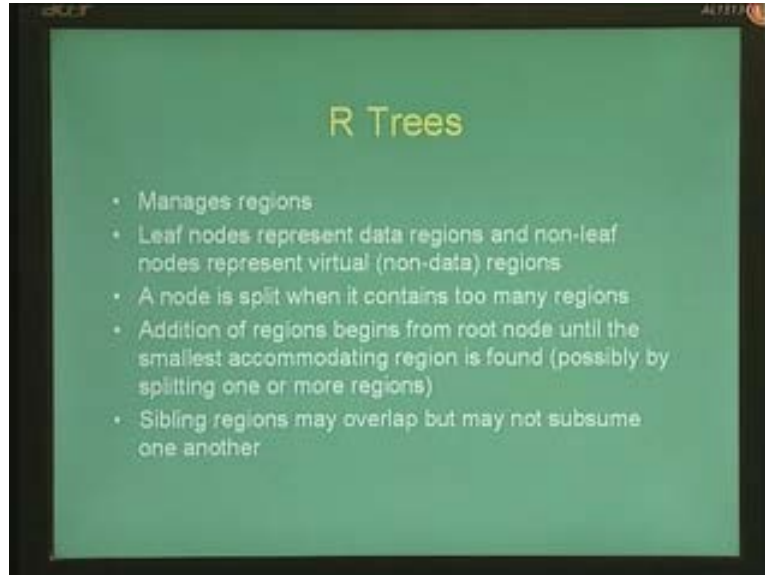 acer
R Trees
• Manages regions
• Leaf nodes represent data regions and non-leaf
nodes represent virtual (non-data) regions
• A node is split when it contains too many regions
• Addition of regions begins from root node until the
smallest accommodating region is found (possibly by
splitting one or more regions)
• Sibling regions may overlap but may not subsume
one another